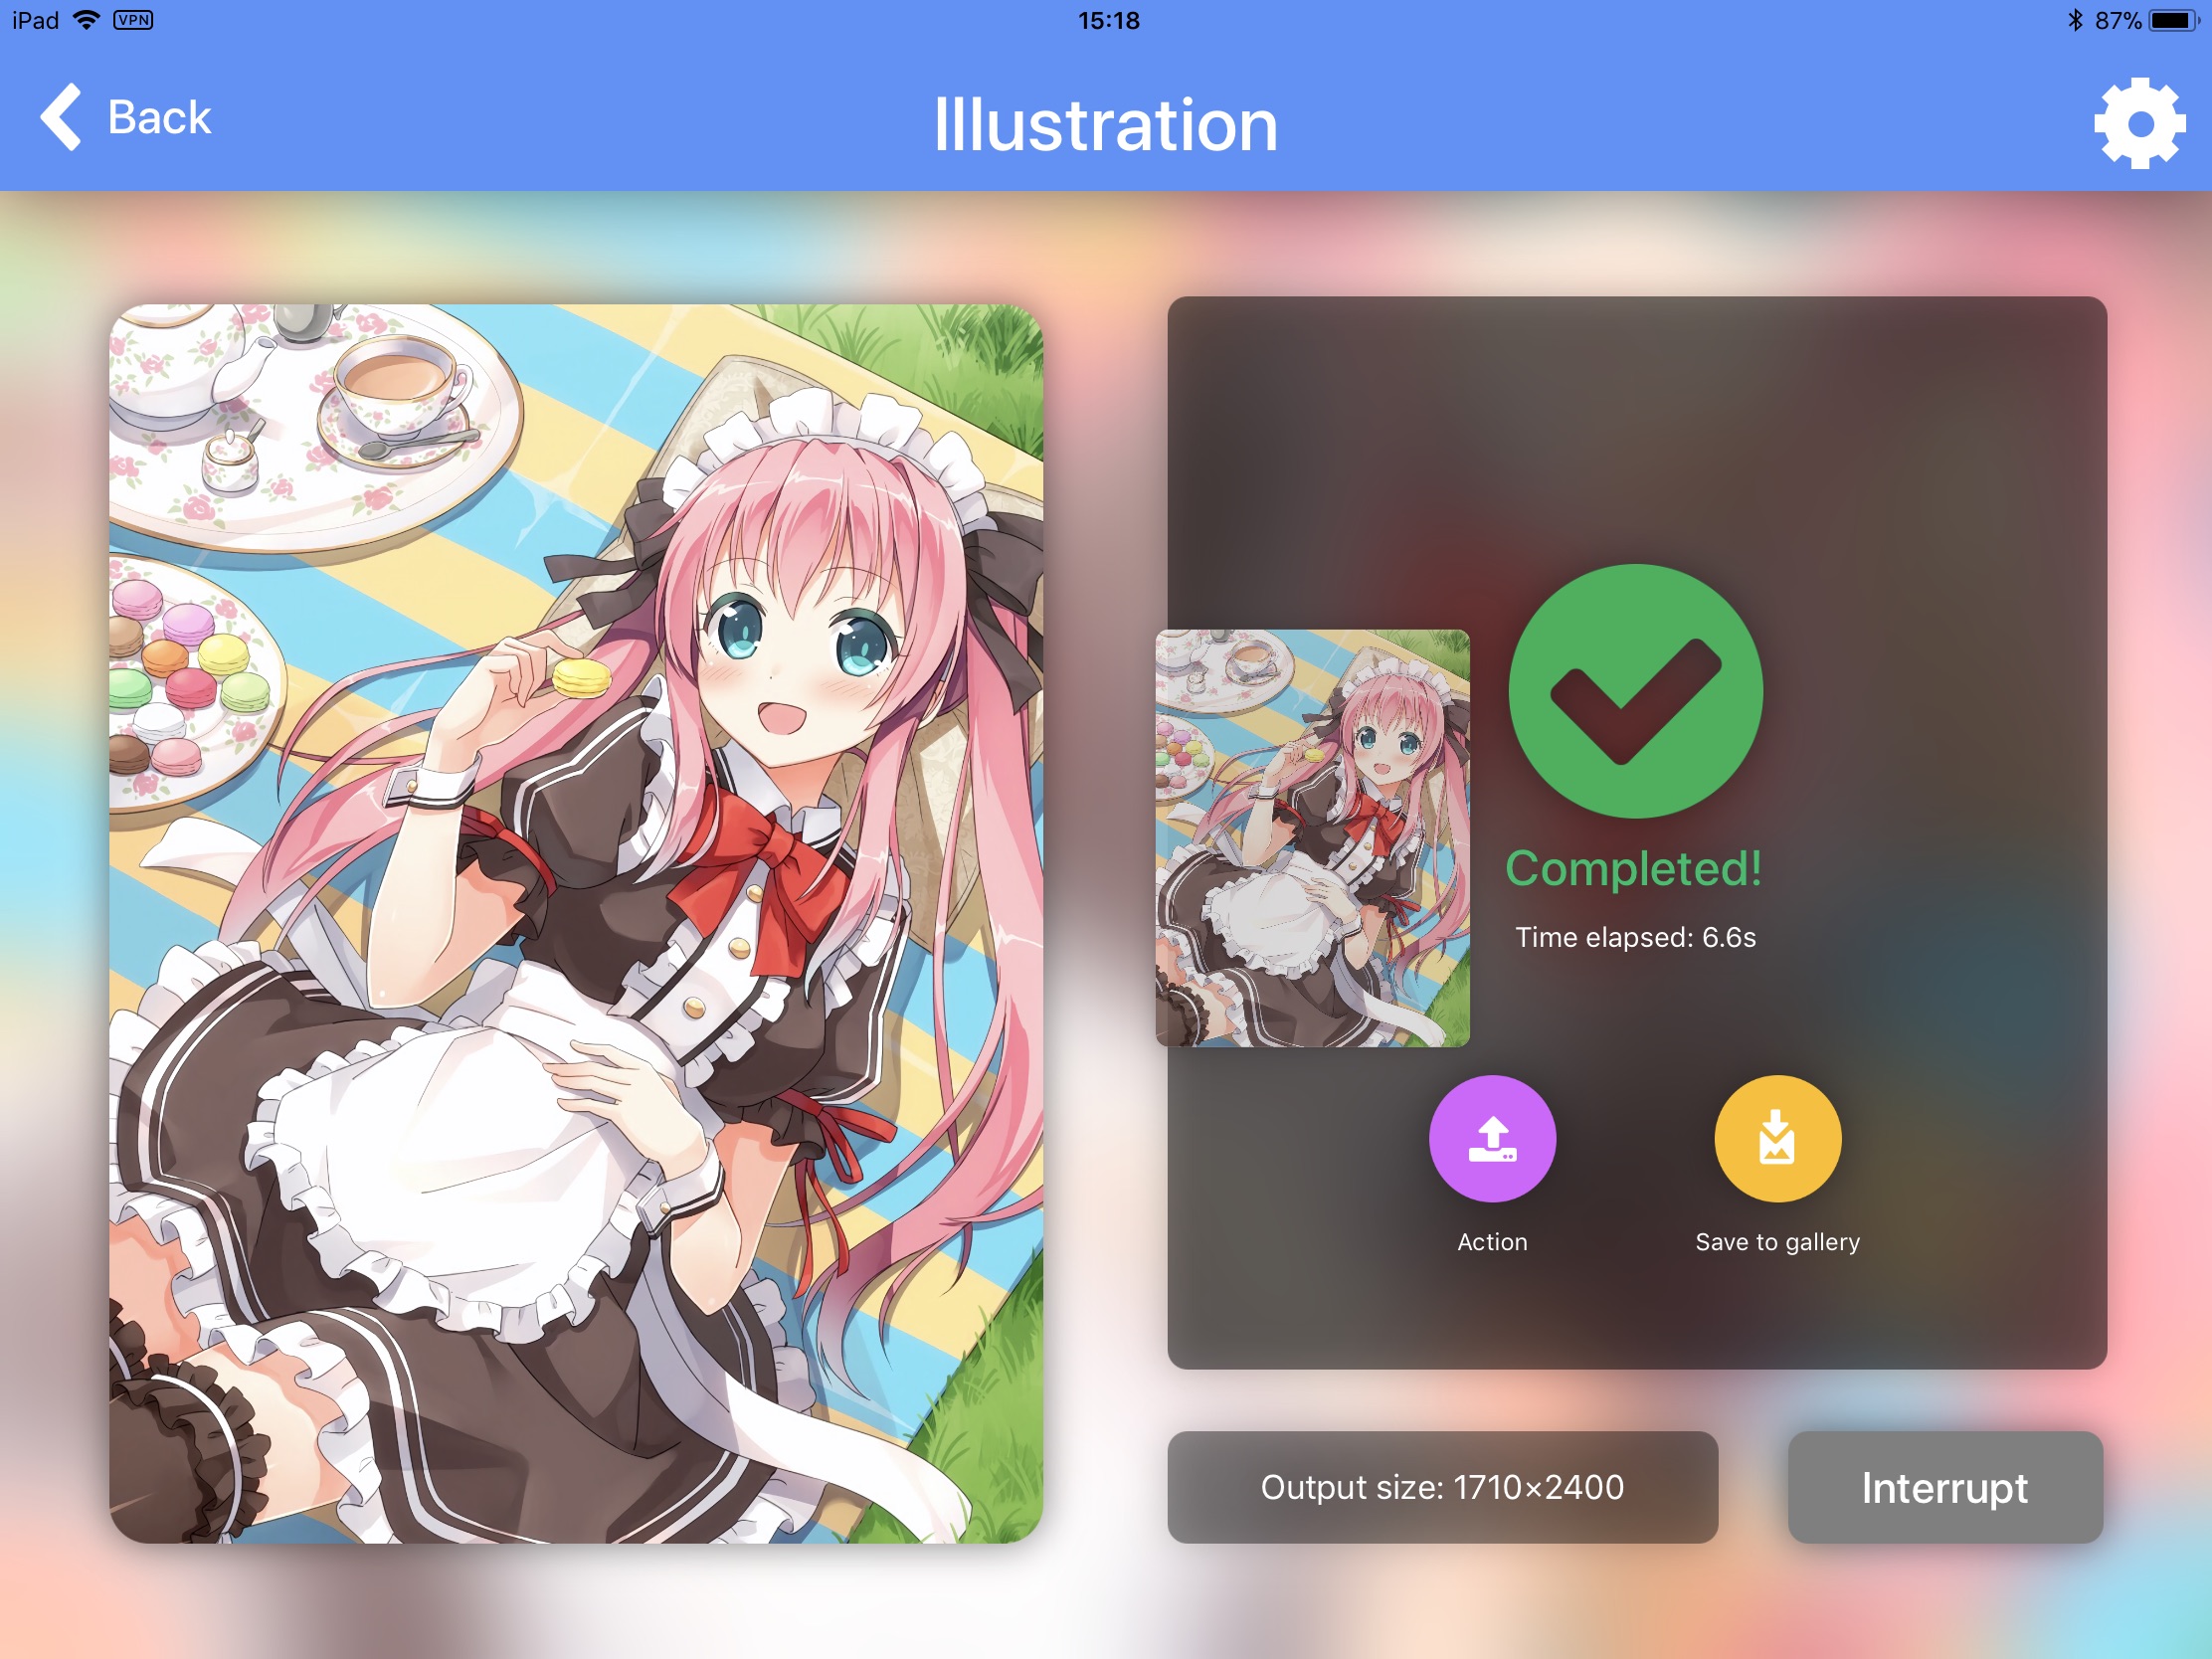 iPad VPN 15:18 87%
Back
Illustration
Completed!
Time elapsed: 6.6s
Action Save to gallery
Output size: 1710×2400
Interrupt